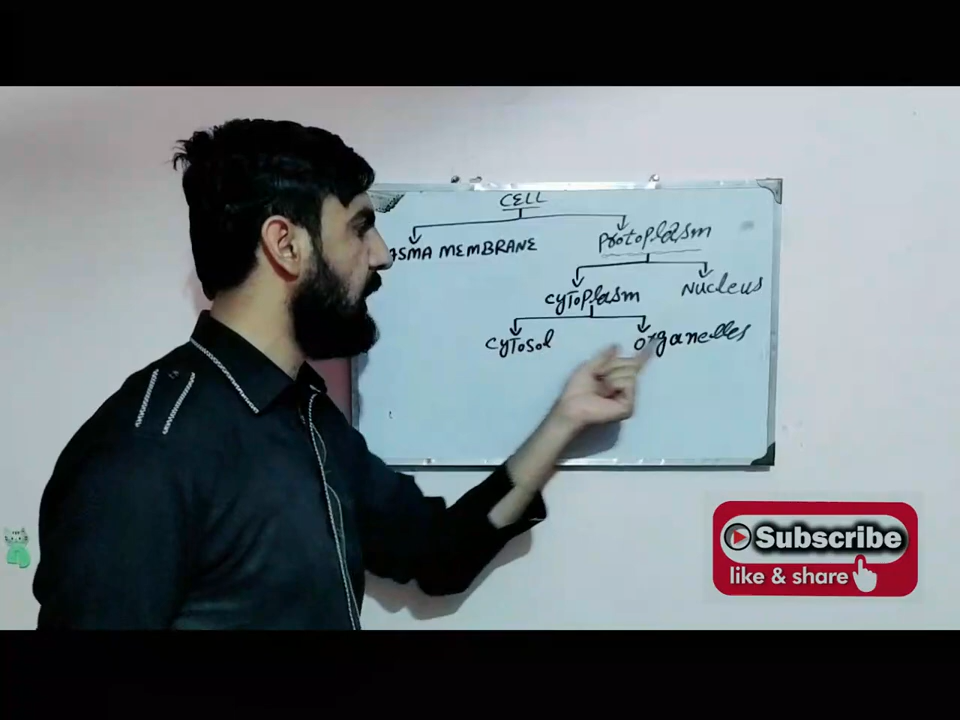 CELL
Protoplasm
ASMA MEMBRANE
Nucleus
cyToplasm
cyTosol
organelles
Subscribe
like & share